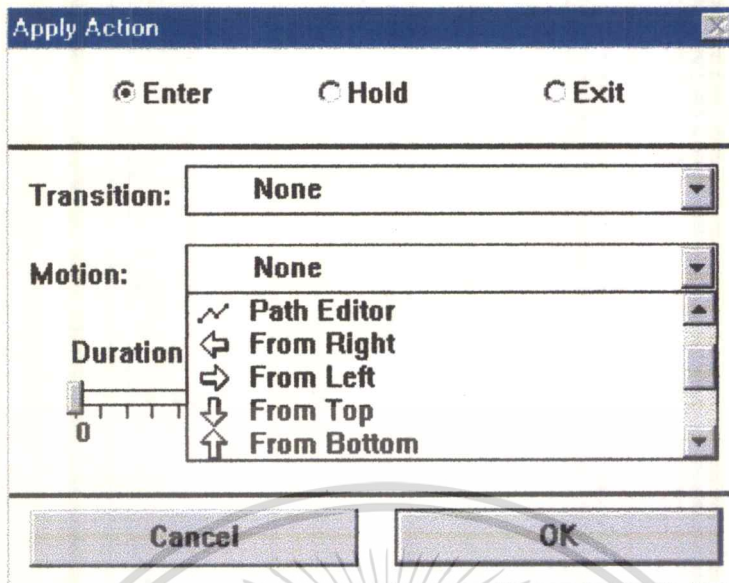 Apply Action
Enter Hold Exit
Transition: None
Motion: None
Path Editor
From Right
Duration
From Left
From Top
0
From Bottom
Cancel OK